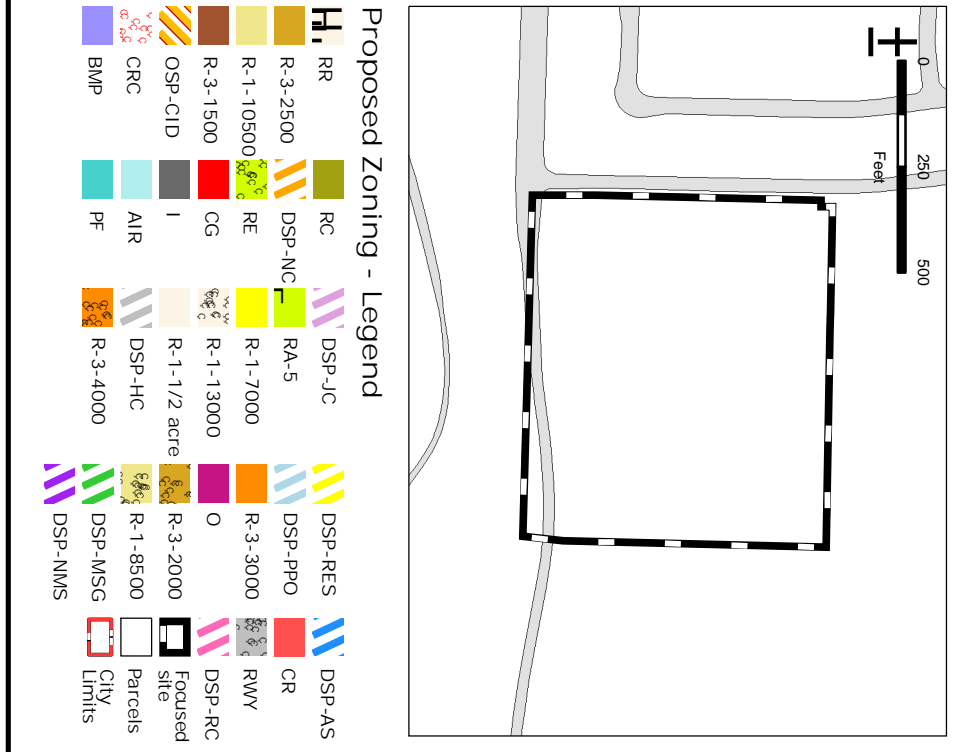 0 250 500
Feet
Proposed Zoning - Legend
RR
RC
DSP-JC
DSP-RES
DSP-AS
R-3-2500
DSP-NC
RA-5
DSP-PPO
CR
R-1-10500
RE
R-1-7000
R-3-3000
RWY
R-3-1500
CG
R-1-13000
O
DSP-RC
OSP-CID
I
R-1-1/2 acre
R-3-2000
Focused
site
CRC
AIR
DSP-HC
R-1-8500
Parcels
BMP
PF
R-3-4000
DSP-MSG
City
Limits
DSP-NMS